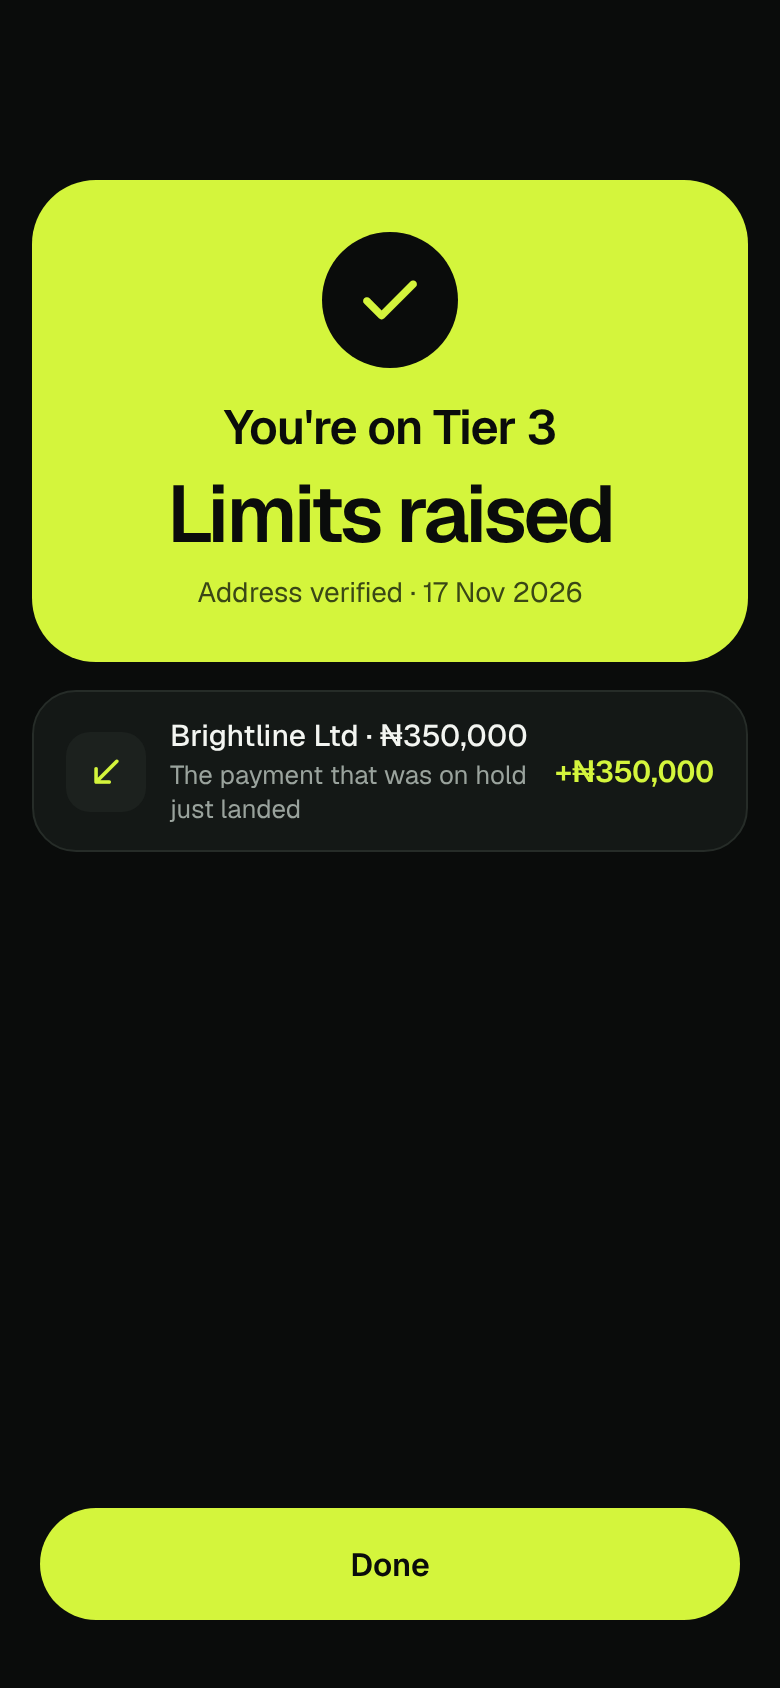 You're on Tier 3
Limits raised
Address verified · 17 Nov 2026
Brightline Ltd · ₦350,000
The payment that was on hold
just landed
+₦350,000
Done